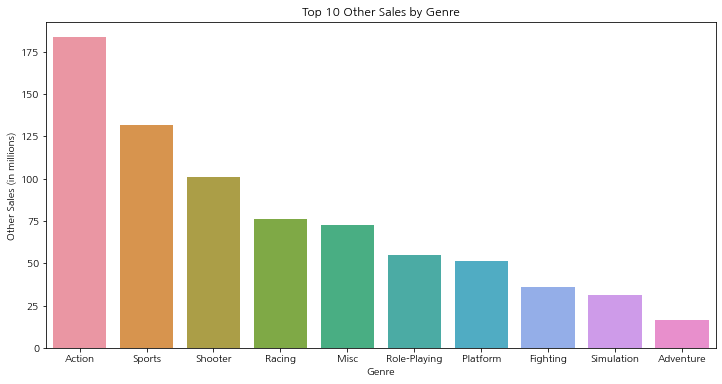 Top 10 Other Sales by Genre
Other Sales (in millions)
175
150
125
100
75
50
25
0
Action Sports Shooter Racing Misc Role-Playing Platform Fighting Simulation Adventure
Genre